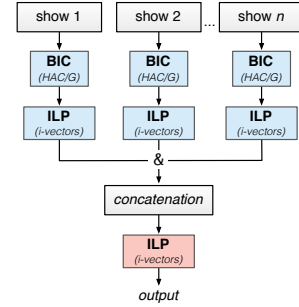 show 1 show 2 ... show n
BIC BIC BIC
(HAC/G) (HAC/G) (HAC/G)
ILP ILP ILP
(i-vectors) (i-vectors) (i-vectors)
&
concatenation
ILP
(i-vectors)
output